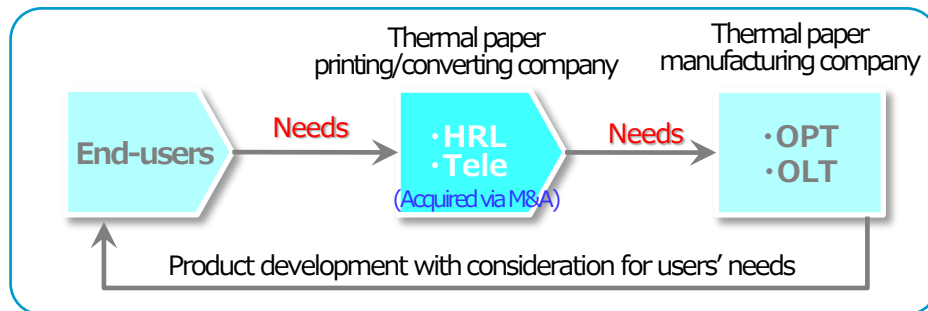 Thermal paper
printing/converting company
Thermal paper
manufacturing company
End-users
Needs
・HRL
・Tele
(Acquired via M&A)
Needs
・OPT
・OLT
Product development with consideration for users’ needs